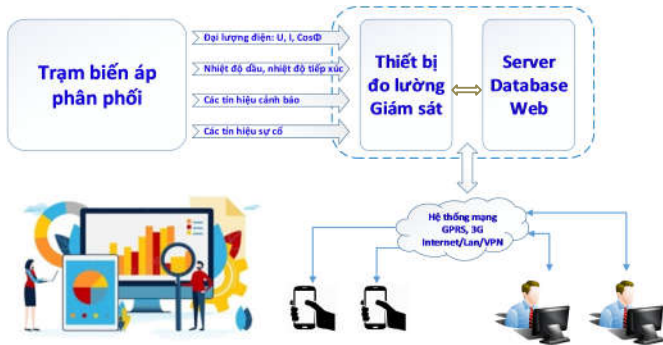 Trạm biến áp
phân phối
Đại lượng điện: U, I, CosΦ
Nhiệt độ dầu, nhiệt độ tiếp xúc
Các tín hiệu cảnh báo
Các tín hiệu sự cố
Thiết bị
đo lường
Giám sát
Server
Database
Web
Hệ thống mạng
GPRS, 3G
Internet/Lan/VPN